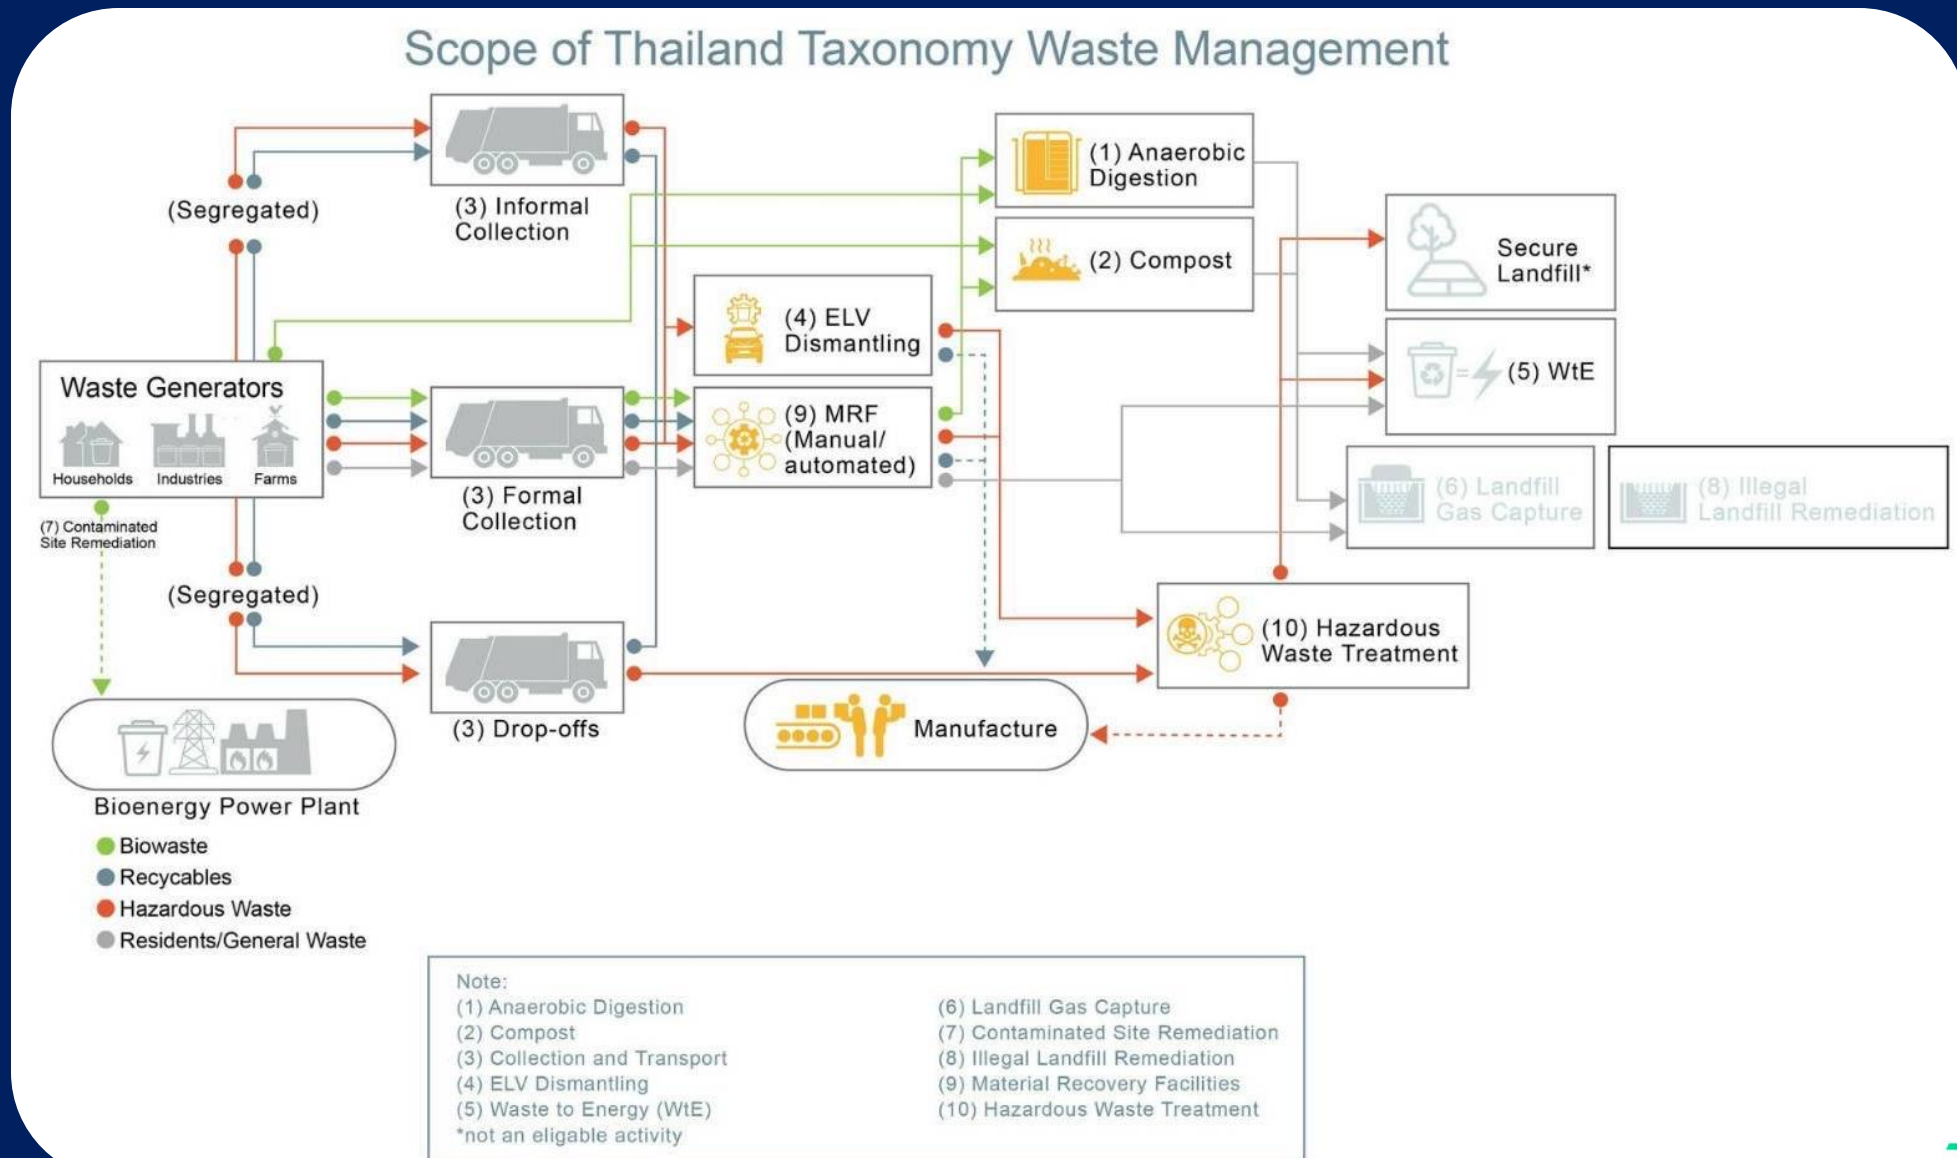 Scope of Thailand Taxonomy Waste Management
(Segregated)
(3) Informal
Collection
(1) Anaerobic
Digestion
(2) Compost
Secure
Landfill*
(4) ELV
Dismantling
(5) WtE
Waste Generators
Households
Industries
Farms
(3) Formal
Collection
(9) MRF
(Manual/
automated)
(6) Landfill
Gas Capture
(8) Illegal
Landfill Remediation
(7) Contaminated
Site Remediation
(Segregated)
(3) Drop-offs
(10) Hazardous
Waste Treatment
Manufacture
Bioenergy Power Plant
Biowaste
Recycables
Hazardous Waste
Residents/General Waste
Note:
(1) Anaerobic Digestion
(2) Compost
(3) Collection and Transport
(4) ELV Dismantling
(5) Waste to Energy (WtE)
*not an eligable activity
(6) Landfill Gas Capture
(7) Contaminated Site Remediation
(8) Illegal Landfill Remediation
(9) Material Recovery Facilities
(10) Hazardous Waste Treatment